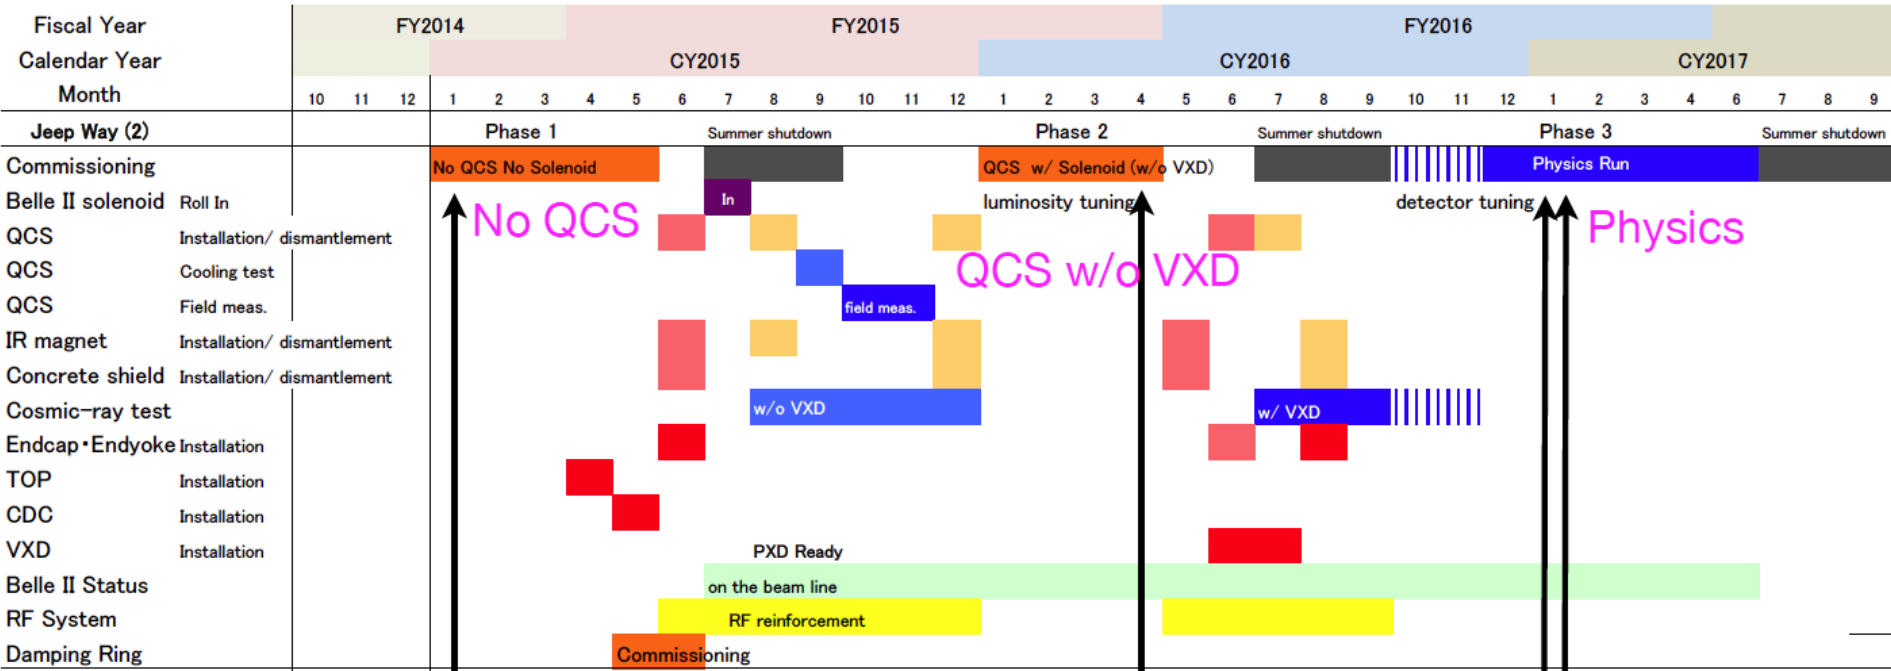 Fiscal Year FY2014 FY2015 FY2016
Calendar Year CY2015 CY2016 CY2017
Month 10 11 12 1 2 3 4 5 6 7 8 9 10 11 12 1 2 3 4 5 6 7 8 9 10 11 12 1 2 3 4 6 7 8 9
Jeep Way (2) Phase 1 Summer shutdown Phase 2 Summer shutdown Phase 3 Summer shutdown
Commissioning No QCS No Solenoid QCS w/ Solenoid (w/o VXD) Physics Run
Belle II solenoid Roll In In luminosity tuning detector tuning
No QCS Physics
QCS Installation/ dismantlement
QCS Cooling test
QCS w/o VXD
QCS Field meas. field meas.
IR magnet Installation/ dismantlement
Concrete shield Installation/ dismantlement
Cosmic-ray test w/o VXD w/ VXD
Endcap・Endyoke Installation
TOP Installation
CDC Installation
VXD Installation PXD Ready
Belle II Status on the beam line
RF System RF reinforcement
Damping Ring Commissioning